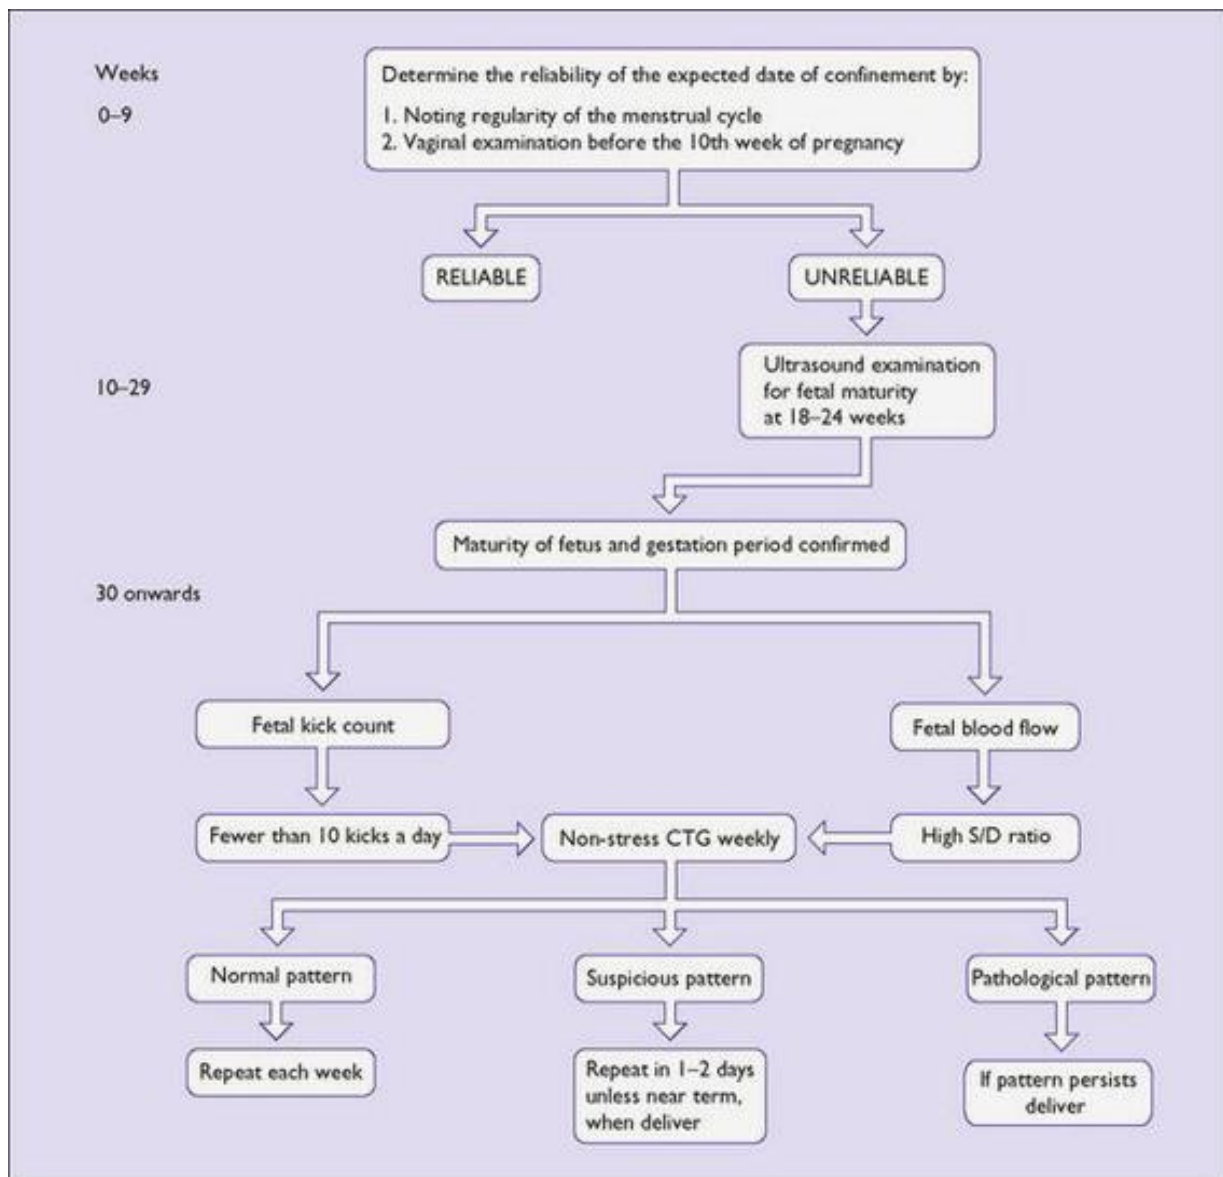 Weeks
0–9
Determine the reliability of the expected date of confinement by:
1. Noting regularity of the menstrual cycle
2. Vaginal examination before the 10th week of pregnancy
RELIABLE
UNRELIABLE
10–29
Ultrasound examination
for fetal maturity
at 18–24 weeks
Maturity of fetus and gestation period confirmed
30 onwards
Fetal kick count
Fetal blood flow
Fewer than 10 kicks a day
Non-stress CTG weekly
High S/D ratio
Normal pattern
Suspicious pattern
Pathological pattern
Repeat each week
Repeat in 1–2 days
unless near term,
when deliver
If pattern persists
deliver